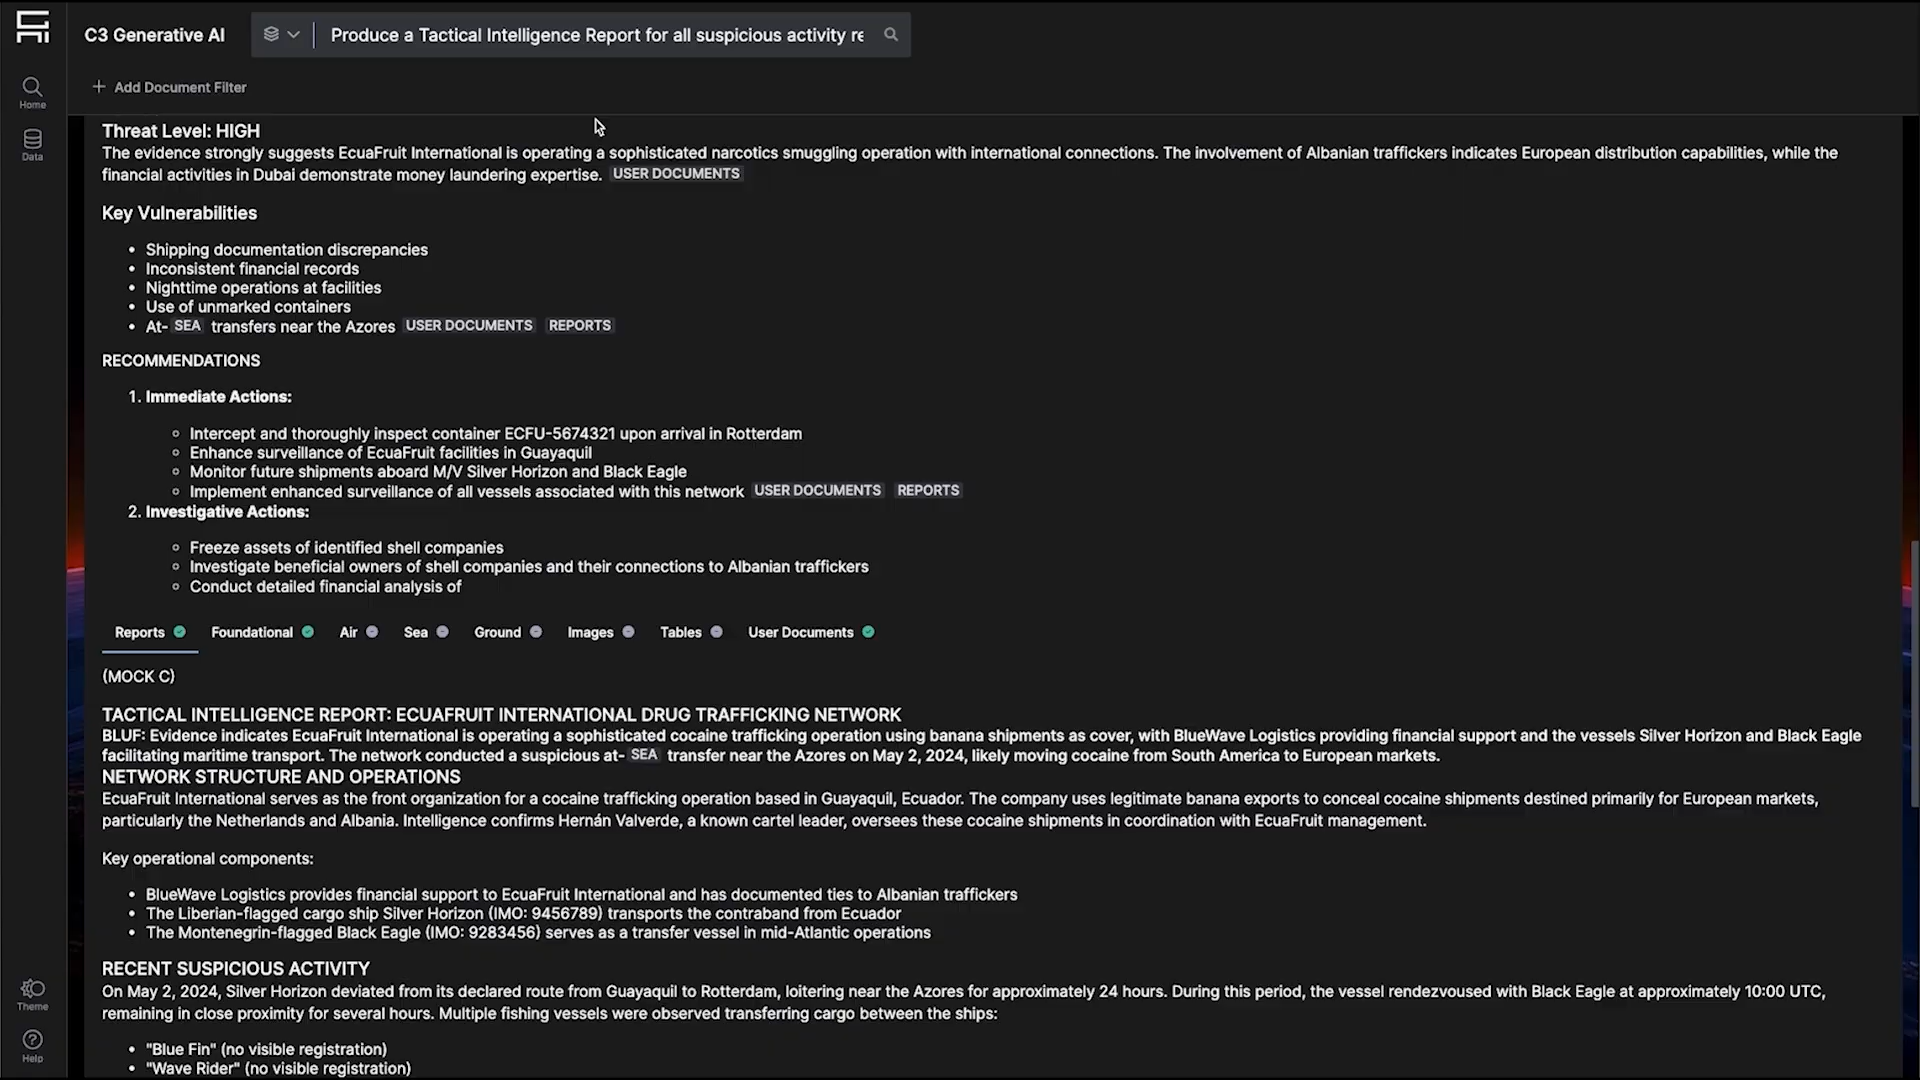 C3 Generative AI
Produce a Tactical Intelligence Report for all suspicious activity re
Home
Data
Add Document Filter
Threat Level: HIGH
The evidence strongly suggests EcuaFruit International is operating a sophisticated narcotics smuggling operation with international connections. The involvement of Albanian traffickers indicates European distribution capabilities, while the
financial activities in Dubai demonstrate money laundering expertise. USER DOCUMENTS
Key Vulnerabilities
• Shipping documentation discrepancies
• Inconsistent financial records
• Nighttime operations at facilities
• Use of unmarked containers
• At- SEA transfers near the Azores USER DOCUMENTS REPORTS
RECOMMENDATIONS
1. Immediate Actions:
◦ Intercept and thoroughly inspect container ECFU-5674321 upon arrival in Rotterdam
◦ Enhance surveillance of EcuaFruit facilities in Guayaquil
◦ Monitor future shipments aboard M/V Silver Horizon and Black Eagle
◦ Implement enhanced surveillance of all vessels associated with this network USER DOCUMENTS REPORTS
2. Investigative Actions:
◦ Freeze assets of identified shell companies
◦ Investigate beneficial owners of shell companies and their connections to Albanian traffickers
◦ Conduct detailed financial analysis of
Reports Foundational Air Sea Ground Images Tables User Documents
(MOCK C)
TACTICAL INTELLIGENCE REPORT: ECUAFRUIT INTERNATIONAL DRUG TRAFFICKING NETWORK
BLUF: Evidence indicates EcuaFruit International is operating a sophisticated cocaine trafficking operation using banana shipments as cover, with BlueWave Logistics providing financial support and the vessels Silver Horizon and Black Eagle
facilitating maritime transport. The network conducted a suspicious at- SEA transfer near the Azores on May 2, 2024, likely moving cocaine from South America to European markets.
NETWORK STRUCTURE AND OPERATIONS
EcuaFruit International serves as the front organization for a cocaine trafficking operation based in Guayaquil, Ecuador. The company uses legitimate banana exports to conceal cocaine shipments destined primarily for European markets,
particularly the Netherlands and Albania. Intelligence confirms Hernán Valverde, a known cartel leader, oversees these cocaine shipments in coordination with EcuaFruit management.
Key operational components:
• BlueWave Logistics provides financial support to EcuaFruit International and has documented ties to Albanian traffickers
• The Liberian-flagged cargo ship Silver Horizon (IMO: 9456789) transports the contraband from Ecuador
• The Montenegrin-flagged Black Eagle (IMO: 9283456) serves as a transfer vessel in mid-Atlantic operations
RECENT SUSPICIOUS ACTIVITY
On May 2, 2024, Silver Horizon deviated from its declared route from Guayaquil to Rotterdam, loitering near the Azores for approximately 24 hours. During this period, the vessel rendezvoused with Black Eagle at approximately 10:00 UTC,
remaining in close proximity for several hours. Multiple fishing vessels were observed transferring cargo between the ships:
• "Blue Fin" (no visible registration)
• "Wave Rider" (no visible registration)
Theme
Help